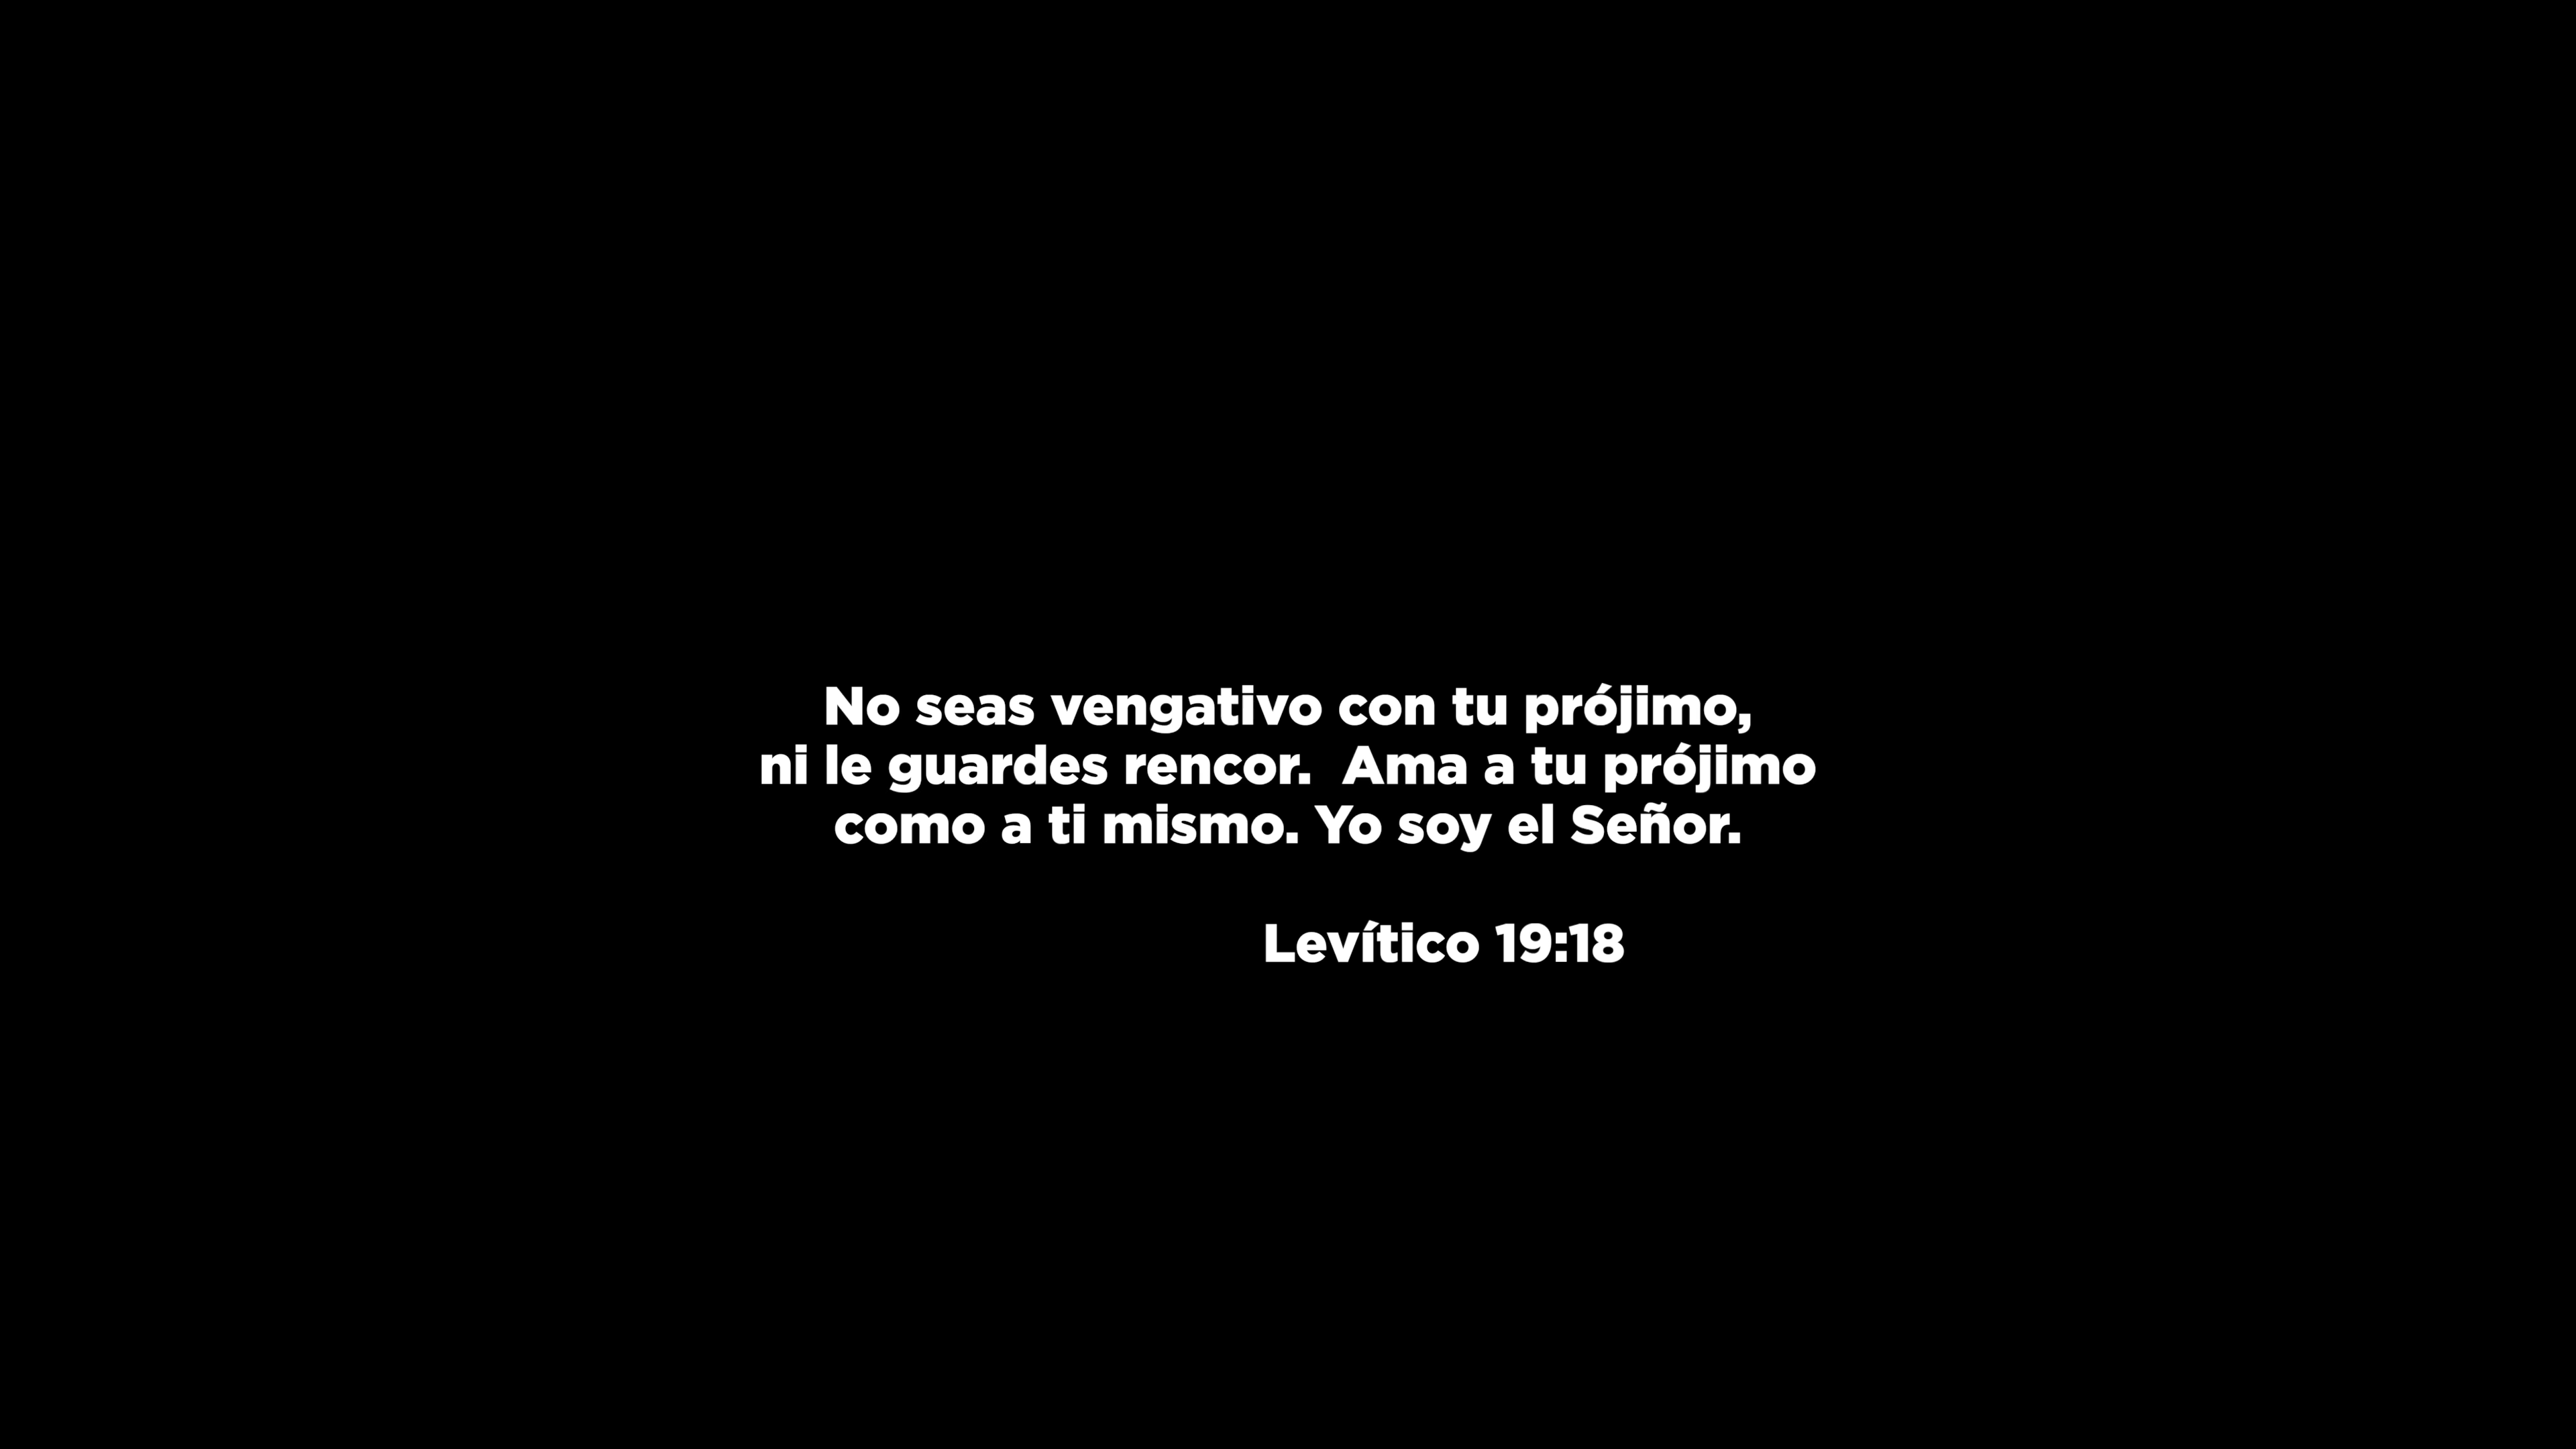 No seas vengativo con tu prójimo,
ni le guardes rencor.  Ama a tu prójimo
como a ti mismo. Yo soy el Señor.
Levítico 19:18